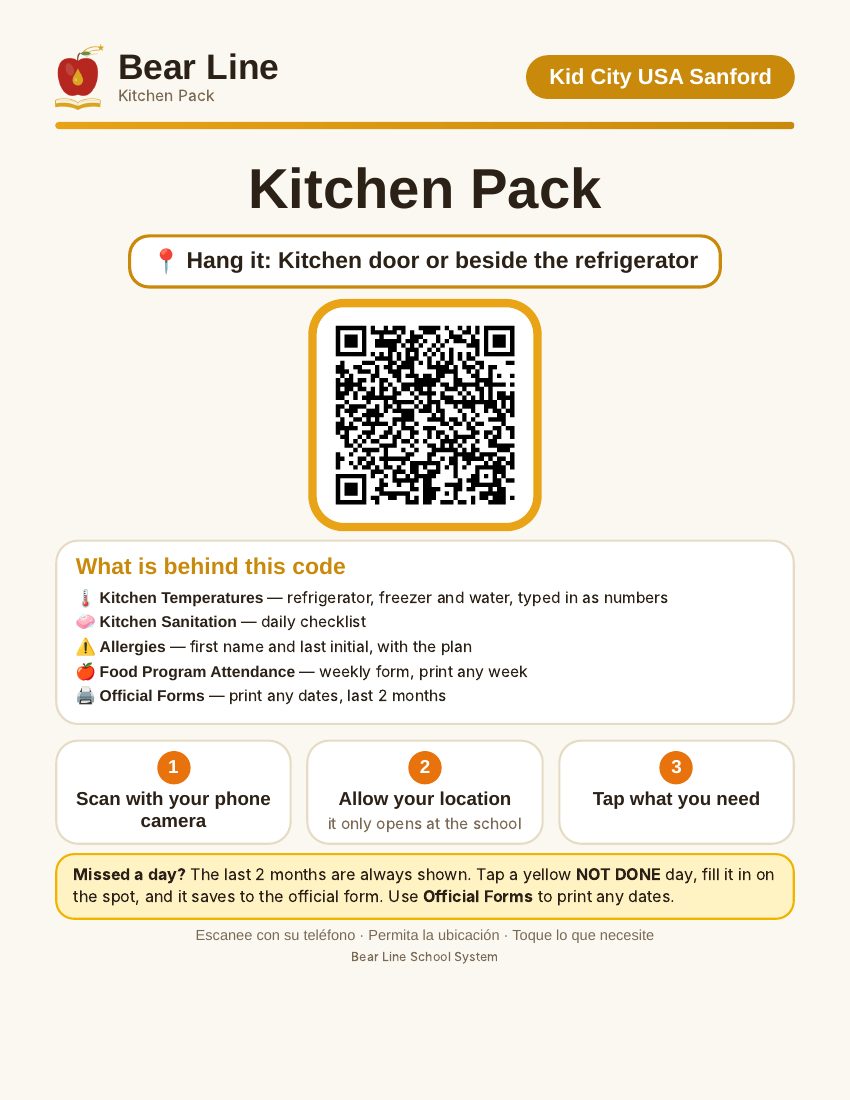 Bear Line
Kitchen Pack
Kid City USA Sanford
Kitchen Pack
📍 Hang it: Kitchen door or beside the refrigerator
What is behind this code
🌡️ Kitchen Temperatures — refrigerator, freezer and water, typed in as numbers
🧼 Kitchen Sanitation — daily checklist
⚠️ Allergies — first name and last initial, with the plan
🍎 Food Program Attendance — weekly form, print any week
🖨️ Official Forms — print any dates, last 2 months
1
Scan with your phone
camera
2
Allow your location
it only opens at the school
3
Tap what you need
Missed a day? The last 2 months are always shown. Tap a yellow NOT DONE day, fill it in on
the spot, and it saves to the official form. Use Official Forms to print any dates.
Escanee con su teléfono · Permita la ubicación · Toque lo que necesite
Bear Line School System